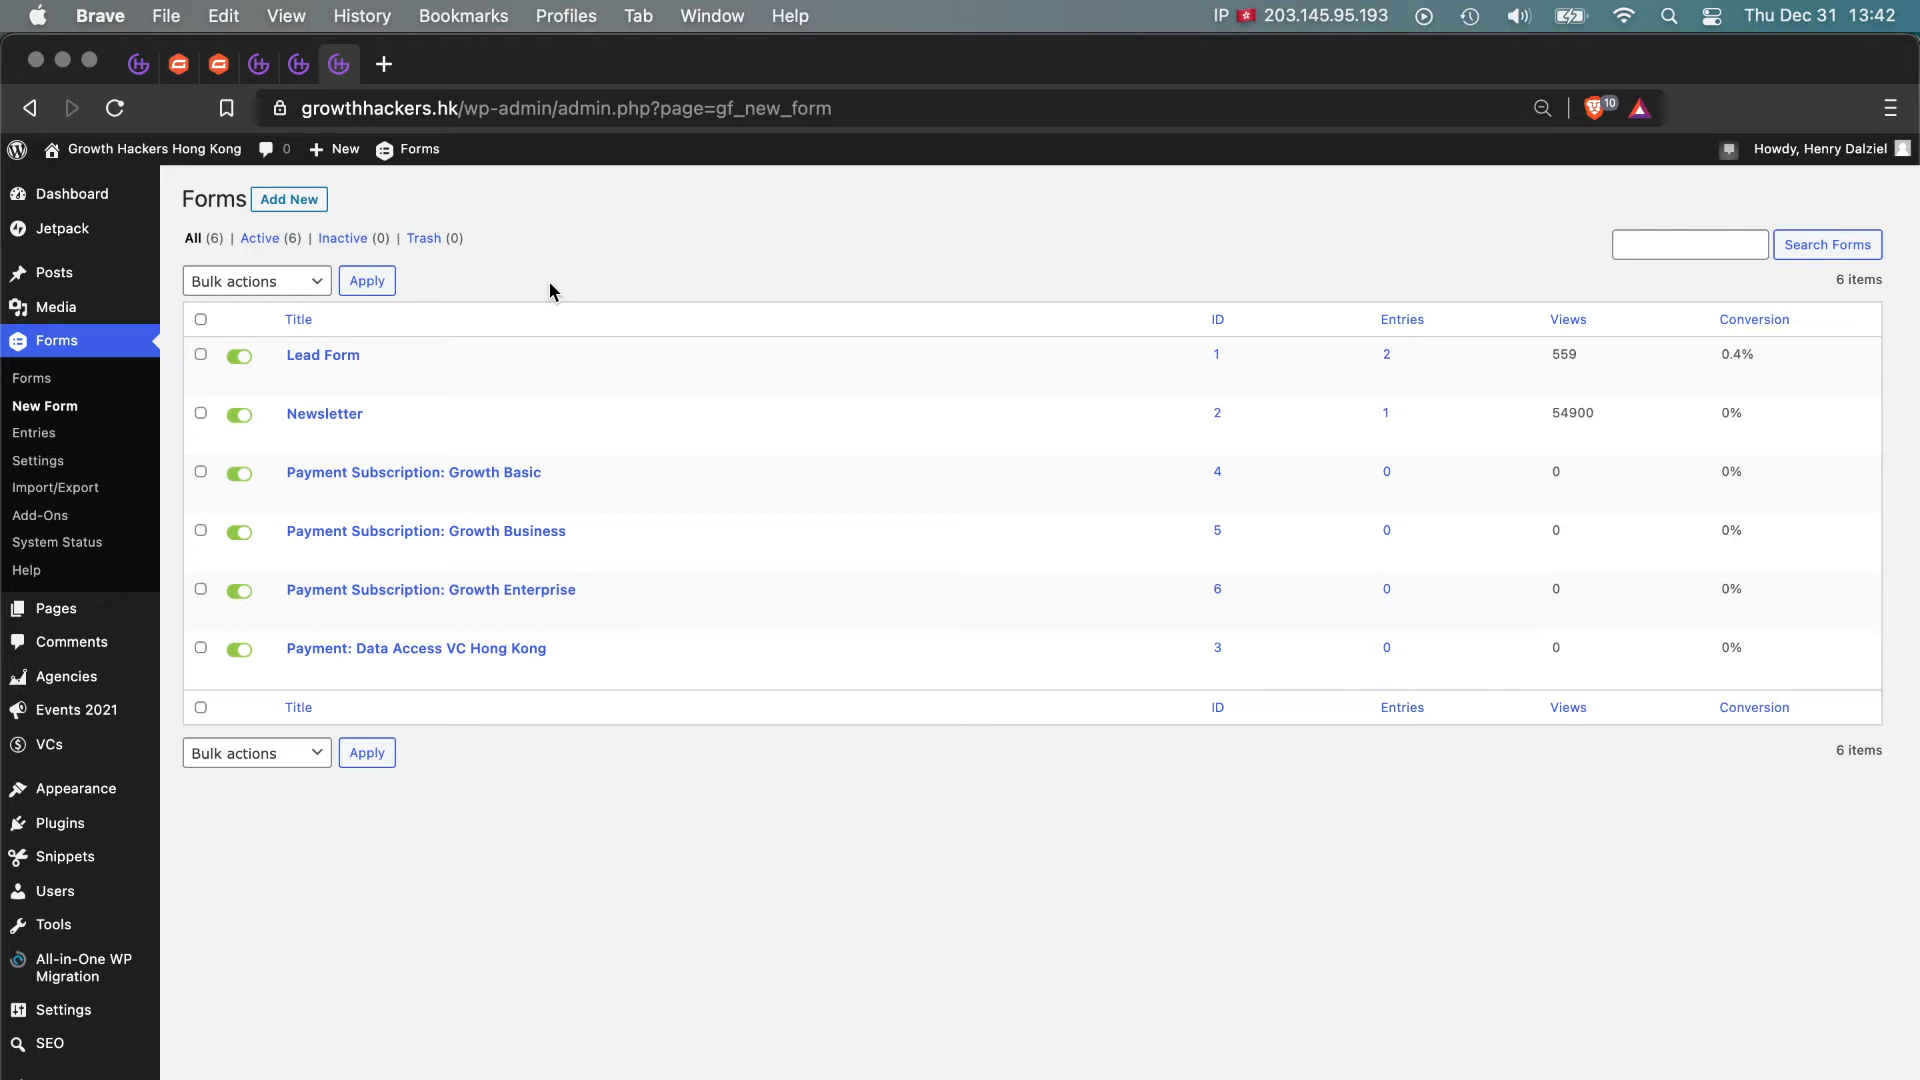 Brave File Edit View History Bookmarks Profiles Tab Window Help IP 203.145.95.193 Thu Dec 31 13:42
growthhackers.hk/wp-admin/admin.php?page=gf_new_form 10
Growth Hackers Hong Kong 0 New Forms Howdy, Henry Dalziel
Dashboard
Jetpack
Posts
Media
Forms
Forms
New Form
Entries
Settings
Import/Export
Add-Ons
System Status
Help
Pages
Comments
Agencies
Events 2021
VCs
Appearance
Plugins
Snippets
Users
Tools
All-in-One WP
Migration
Settings
SEO
Forms Add New
All (6) | Active (6) | Inactive (0) | Trash (0)
Search Forms
Bulk actions Apply 6 items
Title ID Entries Views Conversion
Lead Form 1 2 559 0.4%
Newsletter 2 1 54900 0%
Payment Subscription: Growth Basic 4 0 0 0%
Payment Subscription: Growth Business 5 0 0 0%
Payment Subscription: Growth Enterprise 6 0 0 0%
Payment: Data Access VC Hong Kong 3 0 0 0%
Title ID Entries Views Conversion
Bulk actions Apply 6 items